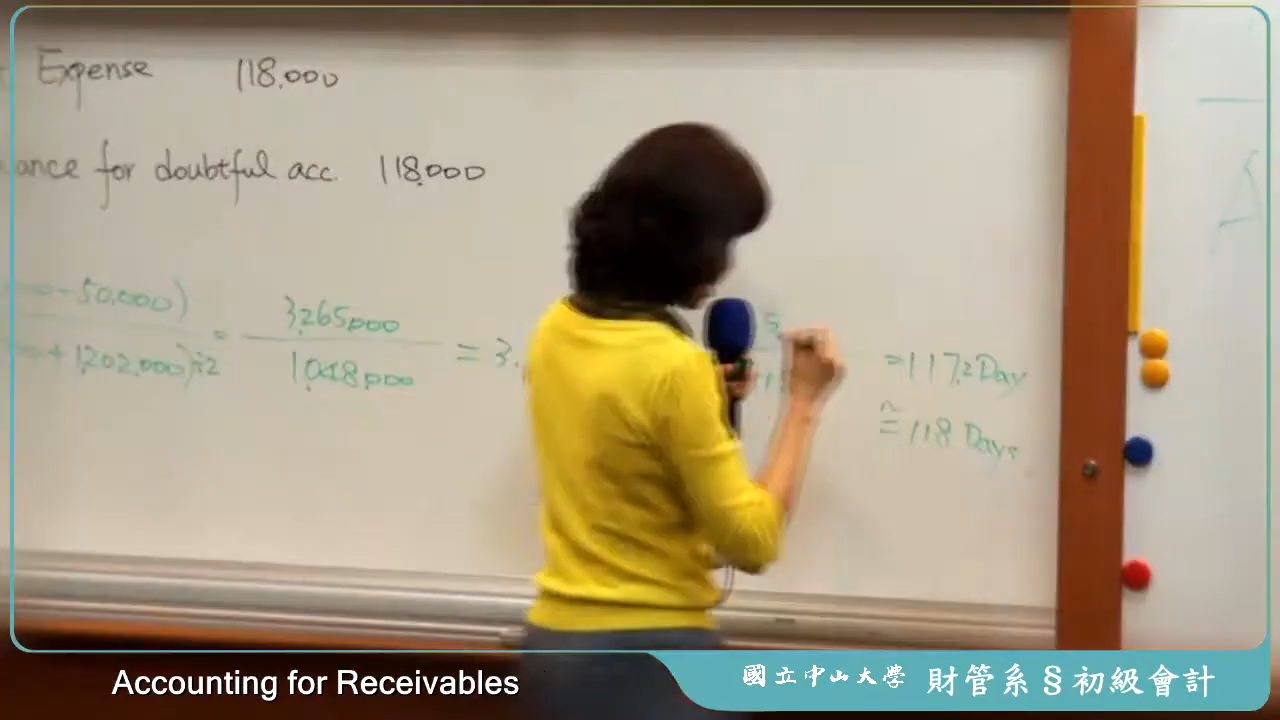 Expense 118,000
for doubtful acc. 118,000
-50,000) = 3,265,000 = 3. =117.2 Day
+ 1,202,000)÷2 1,048,000 ≅118 Days
Accounting for Receivables
國立中山大學 財管系§初級會計